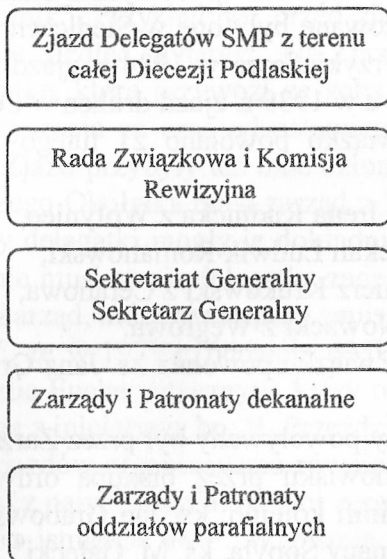 Zjazd Delegatów SMP z terenu
całej Diecezji Podlaskiej
Rada Związkowa i Komisja
Rewizyjna
Sekretariat Generalny
Sekretarz Generalny
Zarządy i Patronaty dekanalne
Zarządy i Patronaty
oddziałów parafialnych